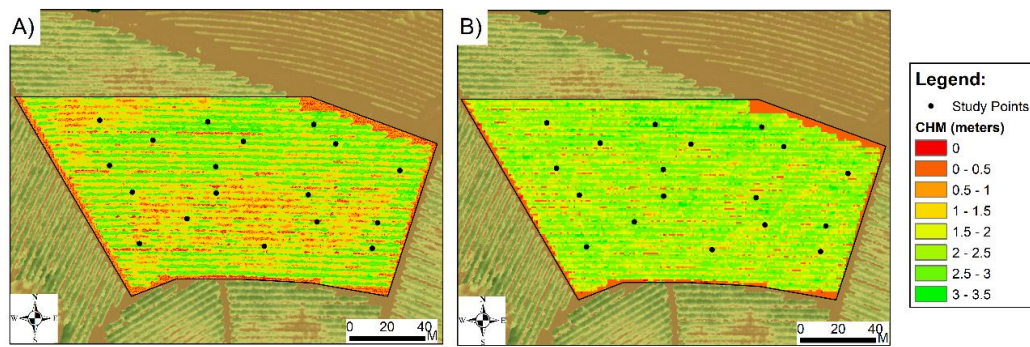 A)
N
W
E
S
0
20
40
M
B)
N
W
E
S
0
20
40
M
Legend:
Study Points
CHM (meters)
0
0 - 0.5
0.5 - 1
1 - 1.5
1.5 - 2
2 - 2.5
2.5 - 3
3 - 3.5